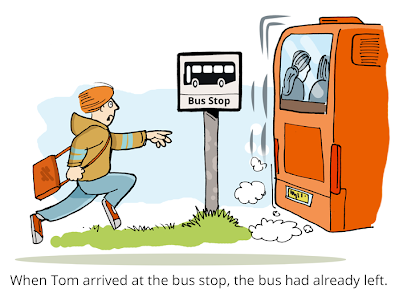 Bus Stop
When Tom arrived at the bus stop, the bus had already left.